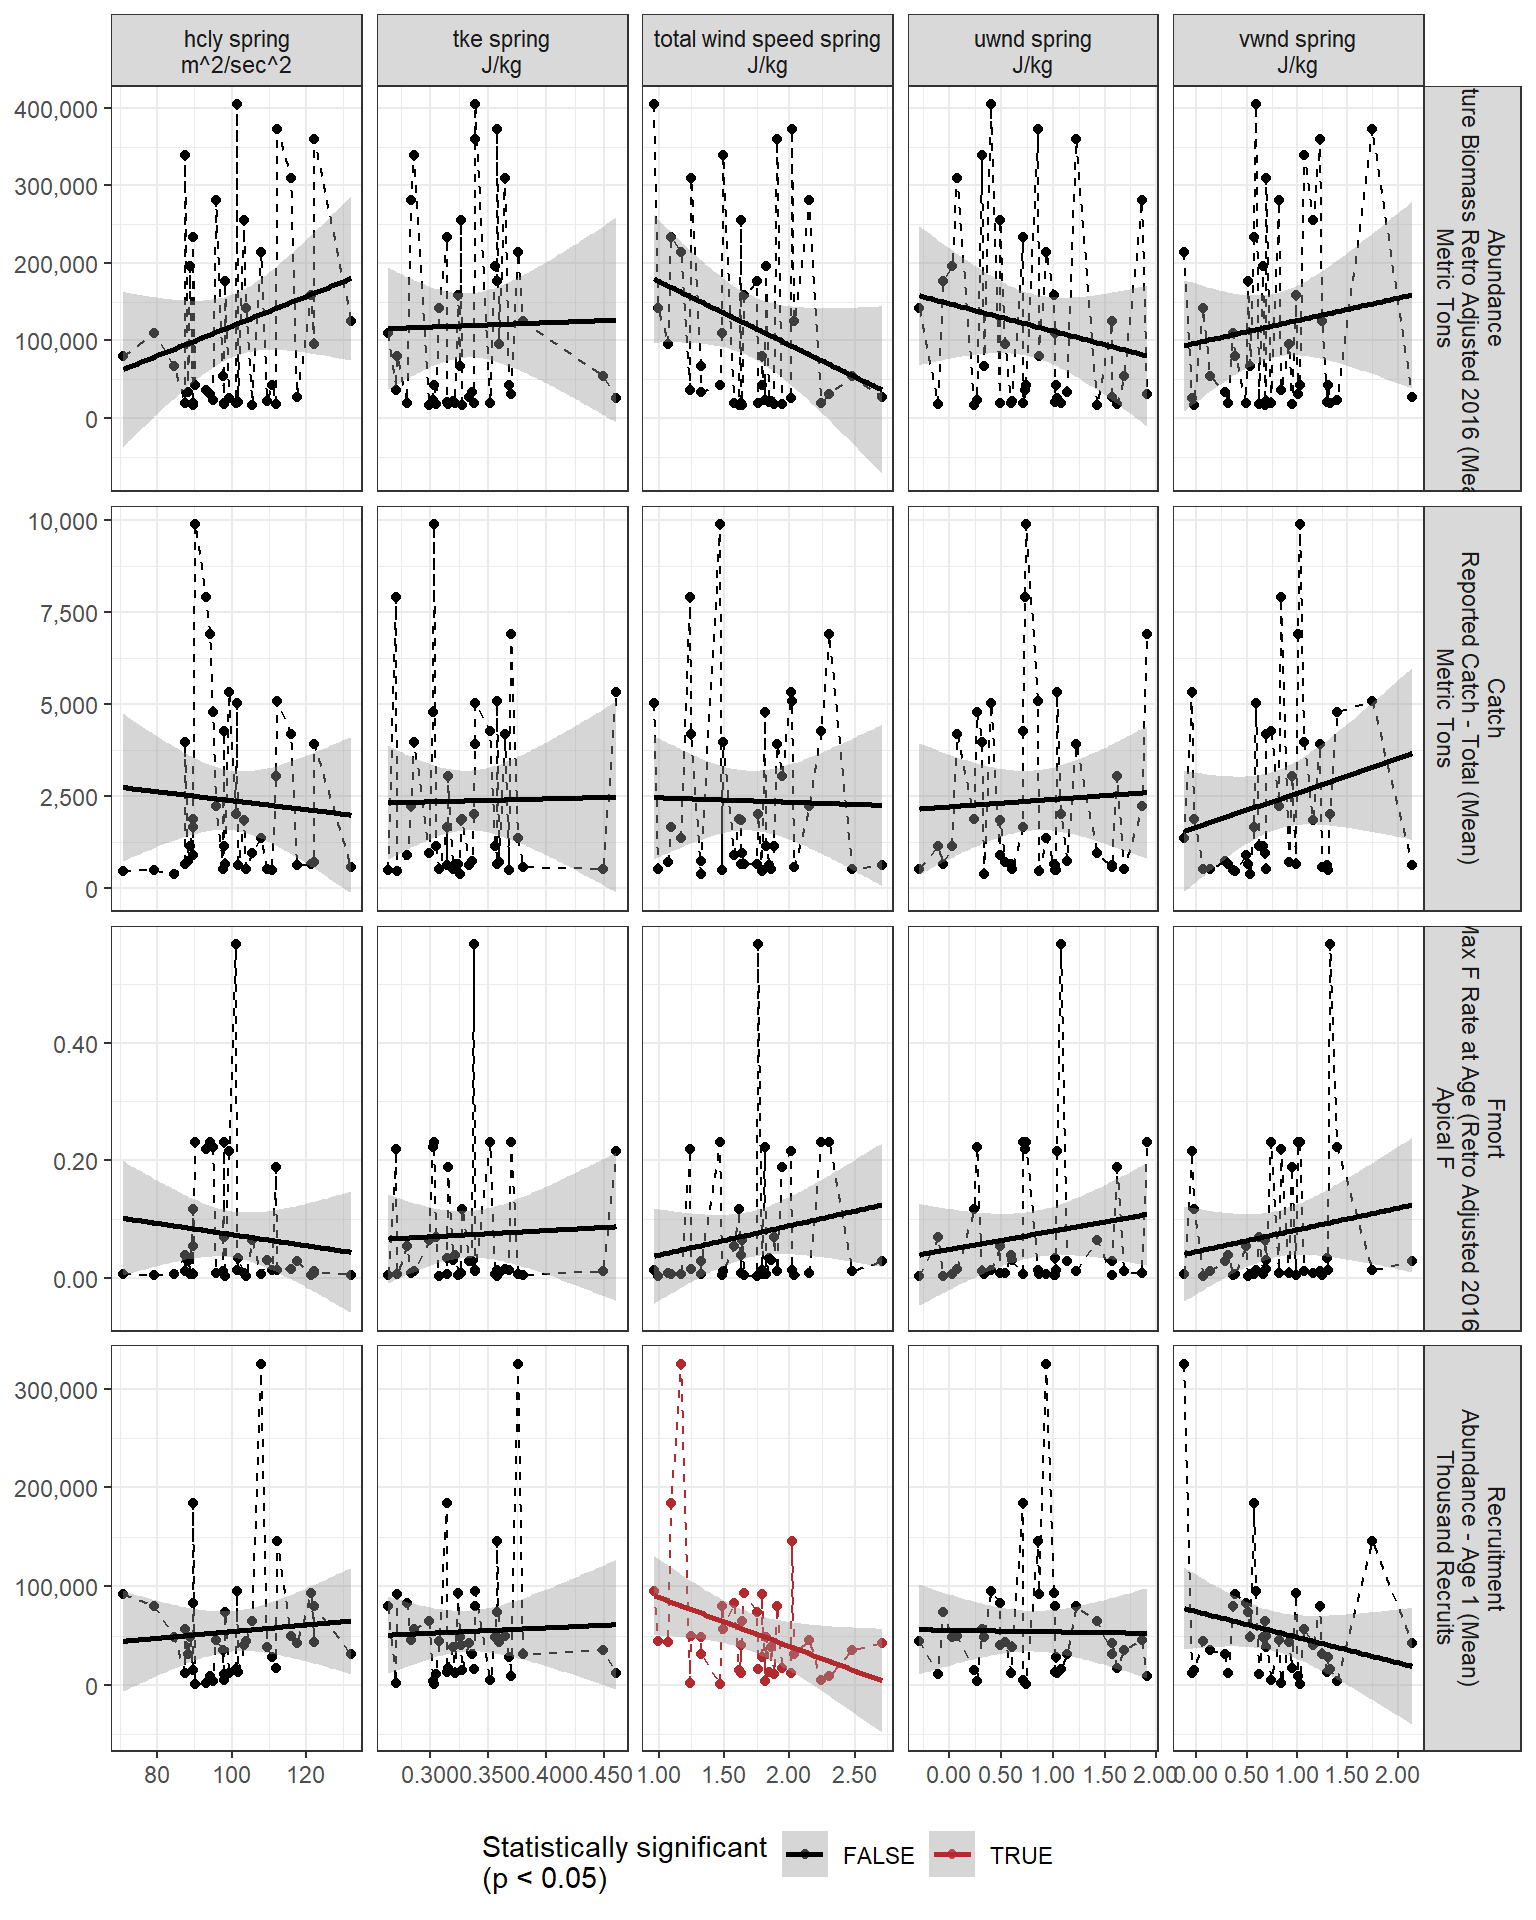 hcly spring
m^2/sec^2
tke spring
J/kg
total wind speed spring
J/kg
uwnd spring
J/kg
vwnd spring
J/kg
400,000
300,000
200,000
100,000
0
Abundance
Biomass Retro Adjusted 2016
Metric Tons
10,000
7,500
5,000
2,500
0
Catch
Reported Catch - Total (Mean)
Metric Tons
0.40
0.20
0.00
Fmort
F Rate at Age (Retro Adjusted 2016
Apical F
300,000
200,000
100,000
0
Recruitment
Abundance - Age 1 (Mean)
Thousand Recruits
80 100 120
0.300 0.350 0.400 0.450
1.00 1.50 2.00 2.50
0.00 0.50 1.00 1.50 2.00
0.00 0.50 1.00 1.50 2.00
Statistically significant
(p < 0.05)
FALSE
TRUE